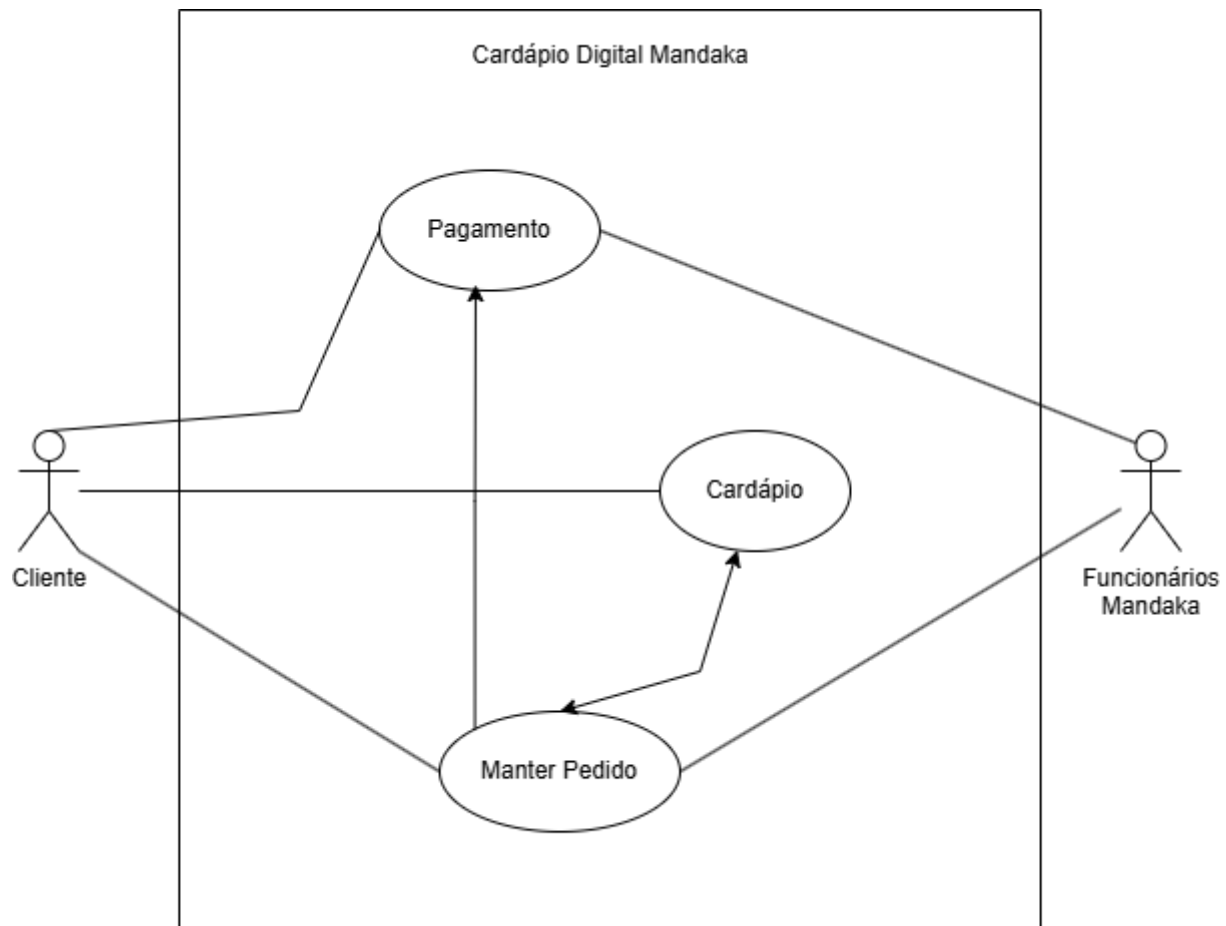 Cardápio Digital Mandaka
Pagamento
Cardápio
Cliente
Funcionários
Mandaka
Manter Pedido